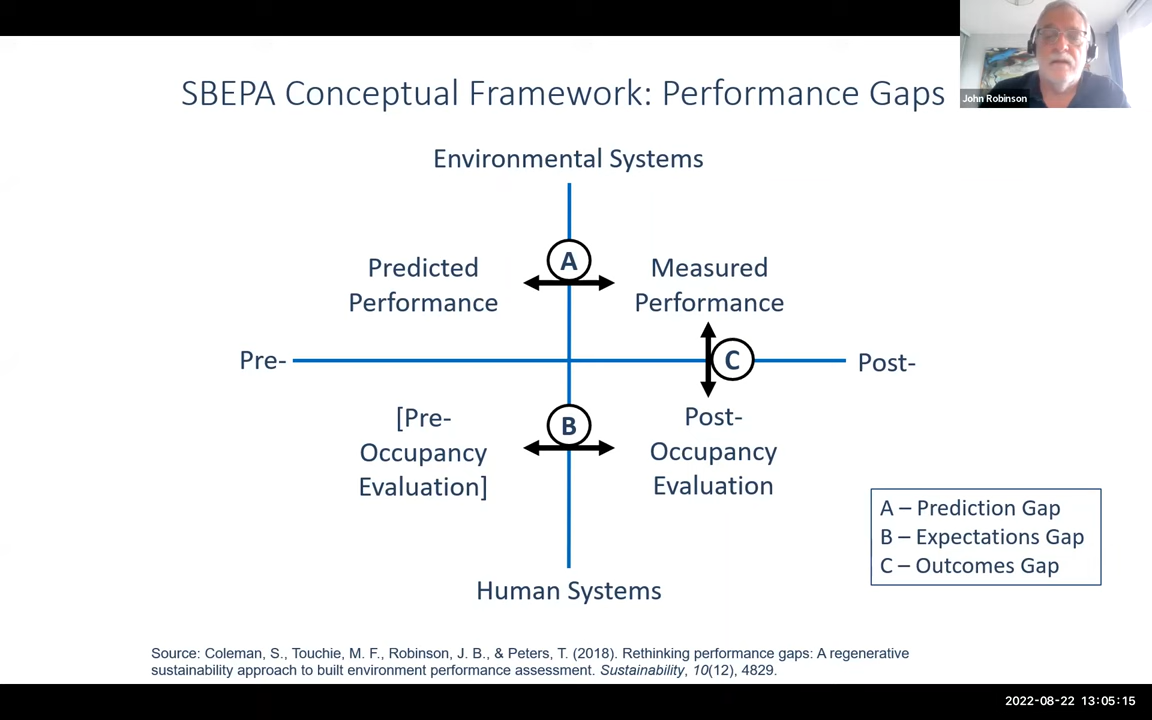 SBEPA Conceptual Framework: Performance Gaps
John Robinson
Environmental Systems
A
Predicted
Performance
Measured
Performance
Pre-
C
Post-
[Pre-
Occupancy
Evaluation]
B
Post-
Occupancy
Evaluation
A – Prediction Gap
B – Expectations Gap
C – Outcomes Gap
Human Systems
Source: Coleman, S., Touchie, M. F., Robinson, J. B., & Peters, T. (2018). Rethinking performance gaps: A regenerative
sustainability approach to built environment performance assessment. Sustainability, 10(12), 4829.
2022-08-22 13:05:15